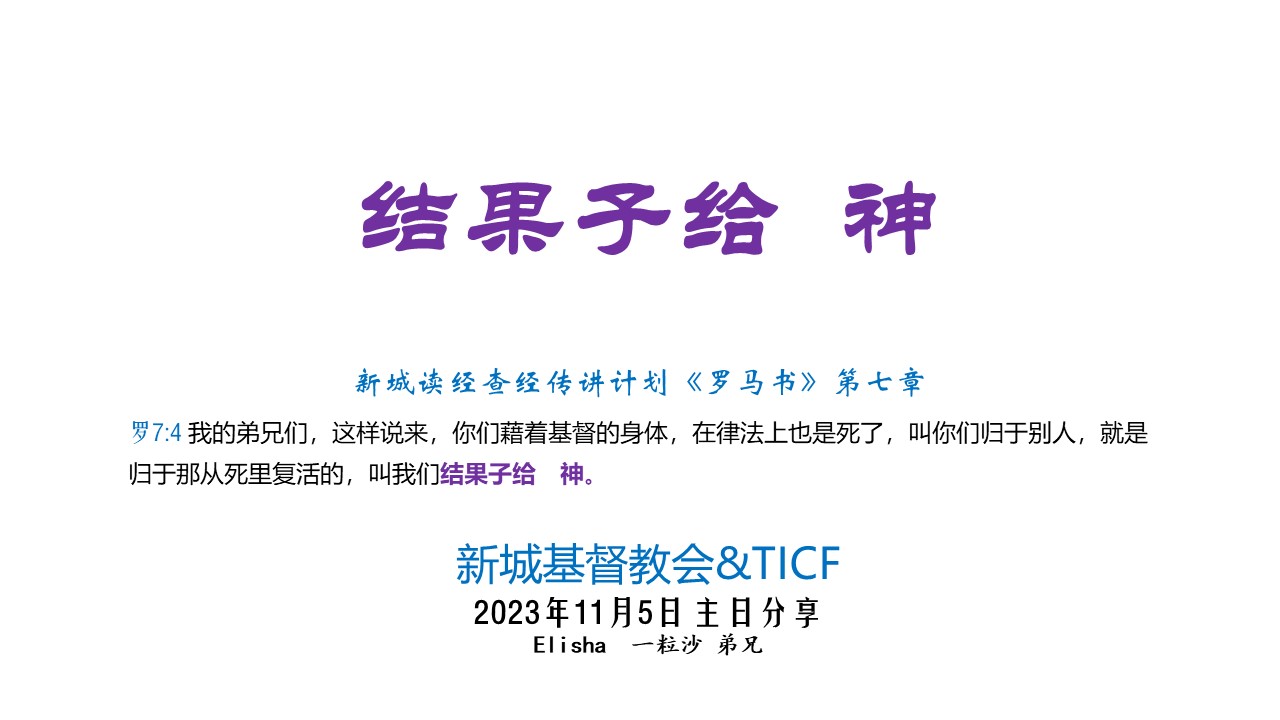 结果子给　神
新城读经查经传讲计划《罗马书》第七章
罗7:4 我的弟兄们，这样说来，你们藉着基督的身体，在律法上也是死了，叫你们归于别人，就是
归于那从死里复活的，叫我们结果子给　神。
新城基督教会&TICF
2023年11月5日 主日分享
Elisha　一粒沙 弟兄